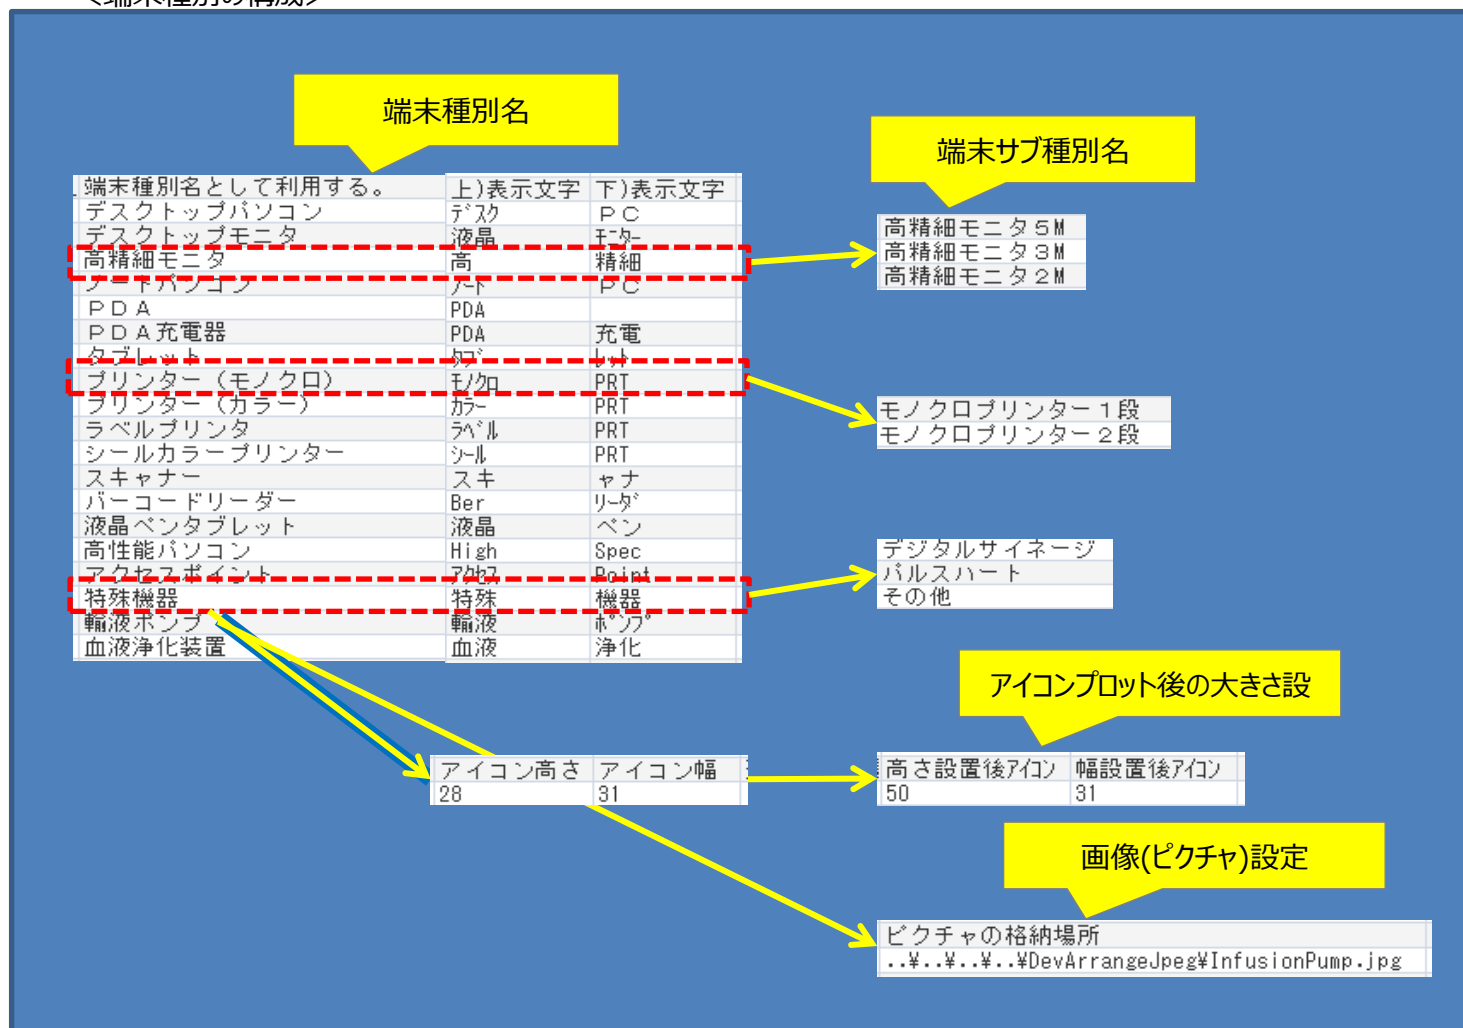 ＜端末種別の構成＞
端末種別名
端末サブ種別名
端末種別名として利用する。 上)表示文字 下)表示文字
デスクトップパソコン ﾃﾞｽｸ ＰＣ
デスクトップモニタ 液晶 ﾓﾆﾀｰ
高精細モニタ 高 精細
ノートパソコン ﾉｰﾄ ＰＣ
ＰＤＡ PDA
ＰＤＡ充電器 PDA 充電
タブレット ﾀﾌﾞ ﾚｯﾄ
プリンター（モノクロ） ﾓﾉｸﾛ PRT
プリンター（カラー） ｶﾗｰ PRT
ラベルプリンタ ﾗﾍﾞﾙ PRT
シールカラープリンター ｼｰﾙ PRT
スキャナー スキ ャナ
バーコードリーダー Ber ﾘｰﾀﾞ
液晶ペンタブレット 液晶 ペン
高性能パソコン High Spec
アクセスポイント ｱｸｾｽ Point
特殊機器 特殊 機器
輸液ポンプ 輸液 ﾎﾟﾝﾌﾟ
血液浄化装置 血液 浄化
高精細モニタ５Ｍ
高精細モニタ３Ｍ
高精細モニタ２Ｍ
モノクロプリンター１段
モノクロプリンター２段
デジタルサイネージ
パルスハート
その他
アイコンプロット後の大きさ設
アイコン高さ アイコン幅
28 31
高さ設置後ｱｲｺﾝ 幅設置後ｱｲｺﾝ
50 31
画像(ピクチャ)設定
ピクチャの格納場所
..¥..¥..¥..¥DevArrangeJpeg¥InfusionPump.jpg